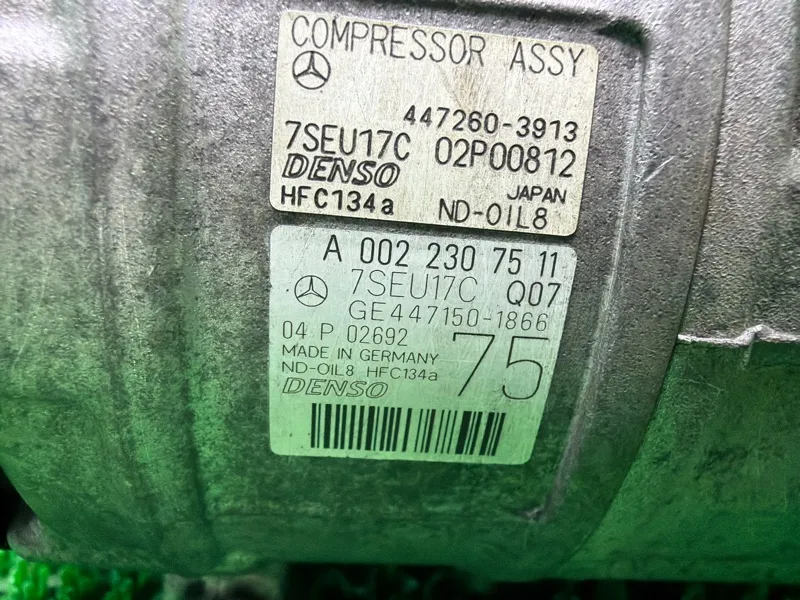 COMPRESSOR ASSY
447260-3913
7SEU17C 02P00812
DENSO JAPAN
HFC134a ND-OIL8
A 002 230 75 11
7SEU17C Q07
GE447150-1866
04 P 02692 75
MADE IN GERMANY
ND-OIL8 HFC134a
DENSO